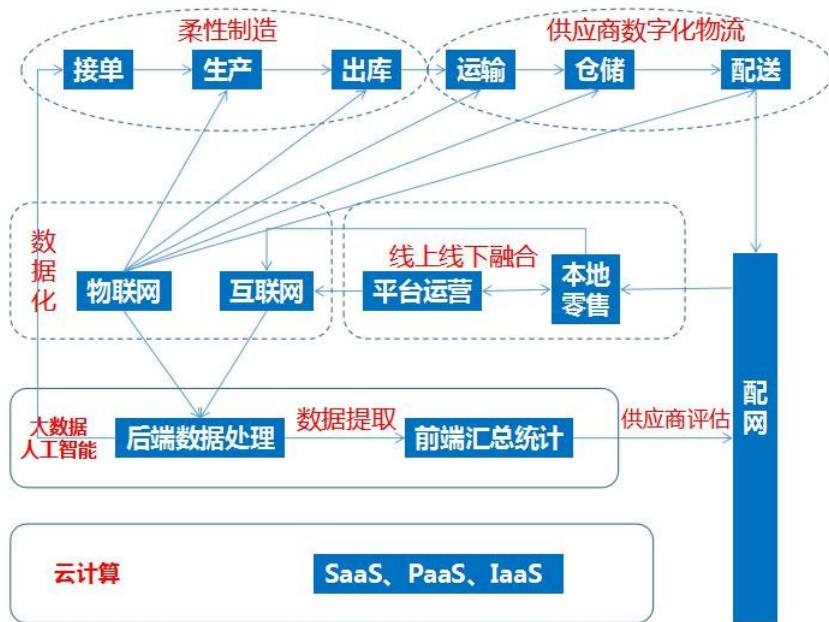 柔性制造
供应商数字化物流
接单
生产
出库
运输
仓储
配送
数
据
化
线上线下融合
物联网
互联网
平台运营
本地
零售
配
网
大数据
人工智能
后端数据处理
数据提取
前端汇总统计
供应商评估
云计算
SaaS、PaaS、IaaS